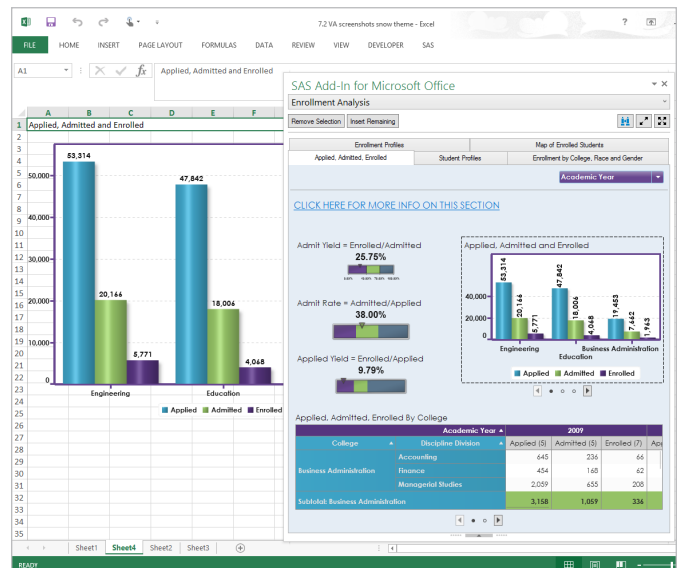 7.2 VA screenshots snow theme - Excel
FILE HOME INSERT PAGE LAYOUT FORMULAS DATA REVIEW VIEW DEVELOPER SAS
A1 fx Applied, Admitted and Enrolled
A B C D E F
1 Applied, Admitted and Enrolled
2
3
4
5
6
7
8
9
10
11
12
13
14
15
16
17
18
19
20
21
22
23
24
25
26
27
28
29
30
31
32
33
34
35
53,314
50,000
47,842
40,000
30,000
20,166
20,000
18,006
10,000
5,771
4,068
0
Engineering Education
Applied Admitted Enrolled
SAS Add-In for Microsoft Office
Enrollment Analysis
Remove Selection Insert Remaining
Enrollment Profiles Map of Enrolled Students
Applied, Admitted, Enrolled Student Profiles Enrollment by College, Race and Gender
Academic Year
CLICK HERE FOR MORE INFO ON THIS SECTION
Admit Yield = Enrolled/Admitted
25.75%
Admit Rate = Admitted/Applied
38.00%
Applied Yield = Enrolled/Applied
9.79%
Applied, Admitted and Enrolled
53,314
47,842
40,000
20,166
18,006
19,453
20,000
5,771
4,068
7,662
1,963
0
Engineering Business Administration
Education
Applied Admitted Enrolled
Applied, Admitted, Enrolled By College
Academic Year 2009
College Discipline Division Applied (5) Admitted (5) Enrolled (7) App
Accounting 645 236 66
Business Administration Finance 454 168 62
Managerial Studies 2,059 655 208
Subtotal: Business Administration 3,158 1,059 336
Sheet1 Sheet4 Sheet2 Sheet3
READY